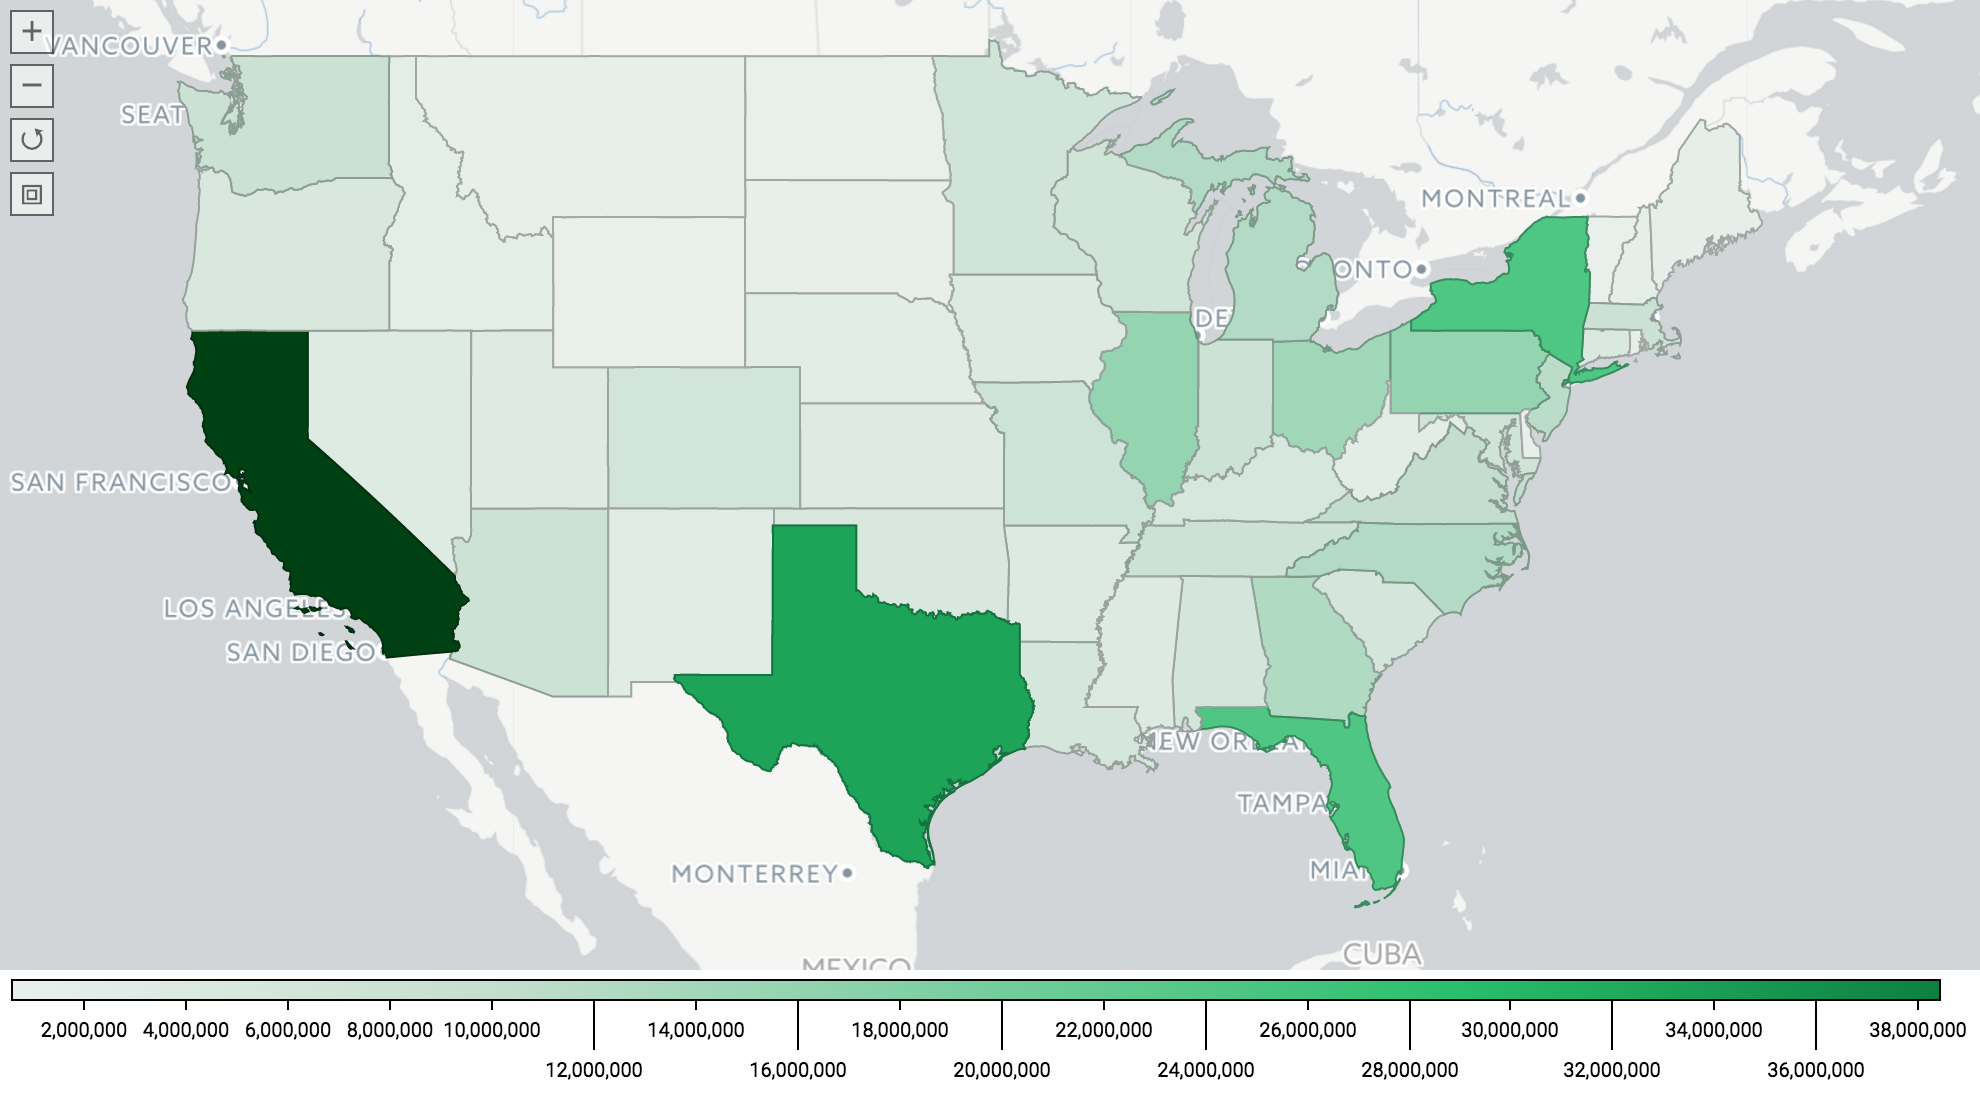 VANCOUVER
SEAT
MONTREAL
ONTO
DE
SAN FRANCISCO
LOS ANGELES
SAN DIEGO
NEW ORLEA
TAMPA
MIA
MONTERREY
CUBA
MEXICO
2,000,000 4,000,000 6,000,000 8,000,000 10,000,000 14,000,000 18,000,000 22,000,000 26,000,000 30,000,000 34,000,000 38,000,000
12,000,000 16,000,000 20,000,000 24,000,000 28,000,000 32,000,000 36,000,000